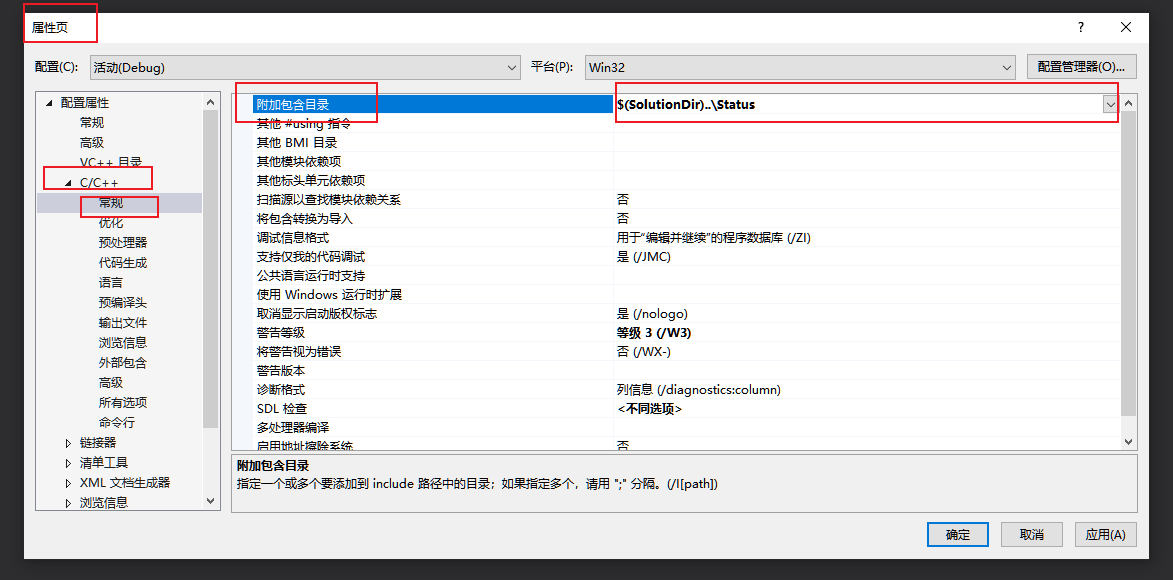 属性页
?
配置(C):
活动(Debug)
平台(P):
Win32
配置管理器(O)...
配置属性
常规
高级
VC++ 目录
C/C++
常规
优化
预处理器
代码生成
语言
预编译头
输出文件
浏览信息
外部包含
高级
所有选项
命令行
链接器
清单工具
XML 文档生成器
浏览信息
附加包含目录
$(SolutionDir)..\Status
其他 #using 指令
其他 BMI 目录
其他模块依赖项
其他标头单元依赖项
扫描源以查找模块依赖关系
否
将包含转换为导入
否
调试信息格式
用于“编辑并继续”的程序数据库 (/ZI)
支持仅我的代码调试
是 (/JMC)
公共语言运行时支持
使用 Windows 运行时扩展
取消显示启动版权标志
是 (/nologo)
警告等级
等级 3 (/W3)
将警告视为错误
否 (/WX-)
警告版本
诊断格式
列信息 (/diagnostics:column)
SDL 检查
<不同选项>
多处理器编译
启用地址擦除系统
否
附加包含目录
指定一个或多个要添加到 include 路径中的目录；如果指定多个，请用 ";" 分隔。(/I[path])
确定
取消
应用(A)